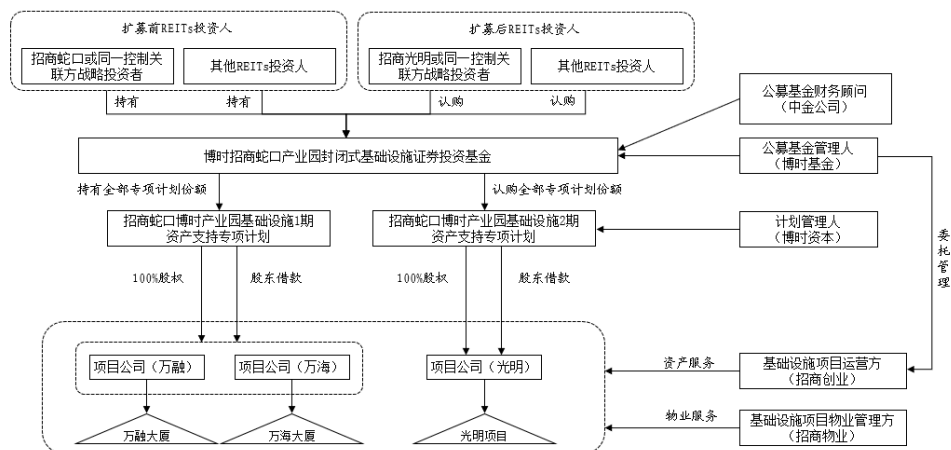 扩募前REITs投资人
扩募后REITs投资人
招商蛇口或同一控制关
联方战略投资者
其他REITs投资人
招商光明或同一控制关
联方战略投资者
其他REITs投资人
公募基金财务顾问
（中金公司）
持有
持有
认购
认购
博时招商蛇口产业园封闭式基础设施证券投资基金
公募基金管理人
（博时基金）
持有全部专项计划份额
认购全部专项计划份额
招商蛇口博时产业园基础设施1期
资产支持专项计划
招商蛇口博时产业园基础设施2期
资产支持专项计划
计划管理人
（博时资本）
委托管理
100%股权
股东借款
100%股权
股东借款
项目公司（万融）
项目公司（万海）
项目公司（光明）
资产服务
基础设施项目运营方
（招商创业）
万融大厦
万海大厦
光明项目
物业服务
基础设施项目物业管理方
（招商物业）